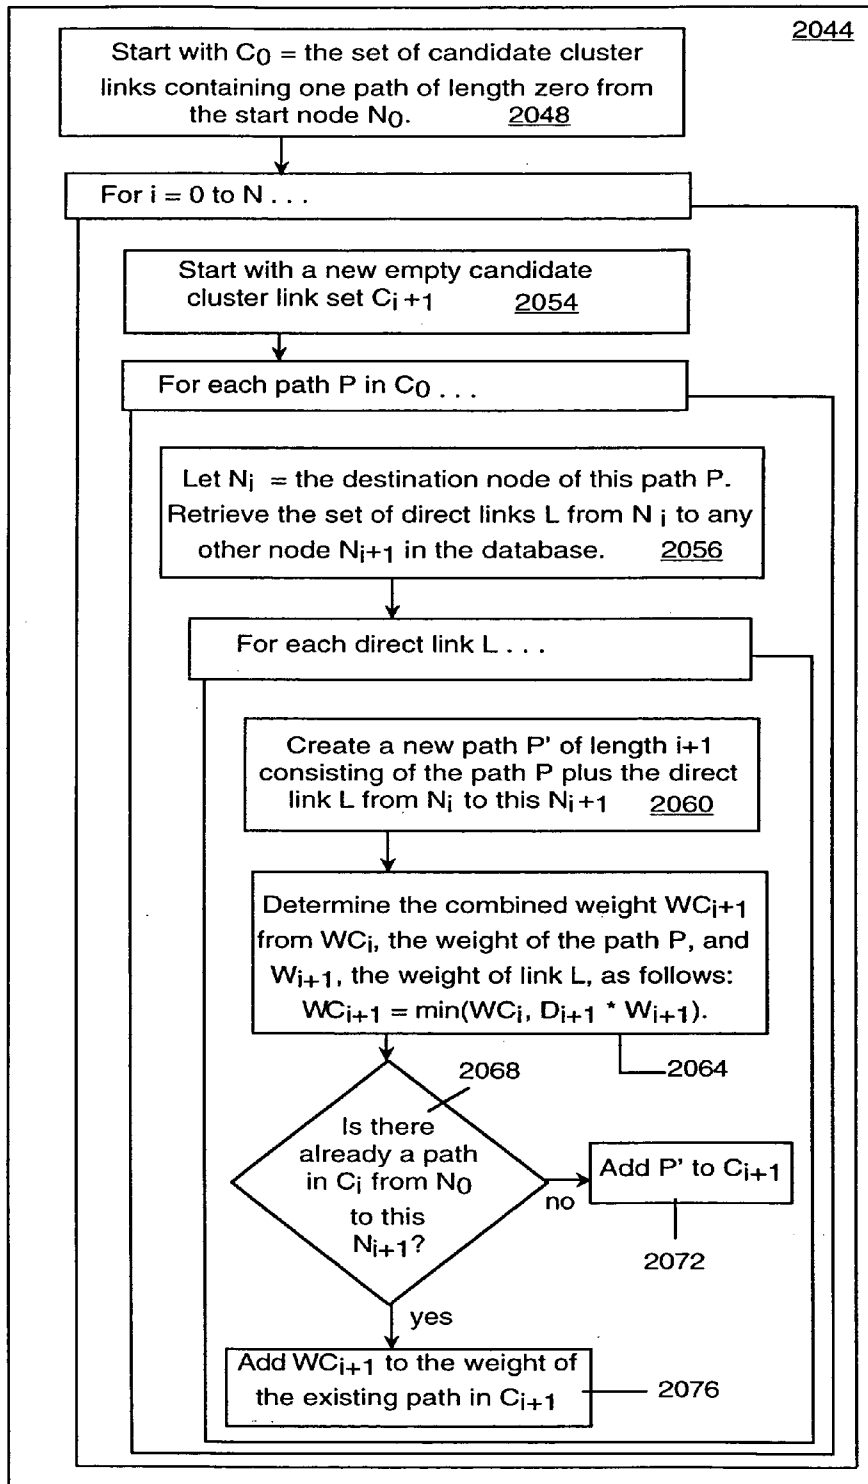 2044
Start with C0 = the set of candidate cluster
links containing one path of length zero from
the start node N0. 2048
For i = 0 to N . . .
Start with a new empty candidate
cluster link set Ci+1 2054
For each path P in C0 . . .
Let Ni = the destination node of this path P.
Retrieve the set of direct links L from N i to any
other node Ni+1 in the database. 2056
For each direct link L . . .
Create a new path P' of length i+1
consisting of the path P plus the direct
link L from Ni to this Ni+1 2060
Determine the combined weight WCi+1
from WCi, the weight of the path P, and
Wi+1, the weight of link L, as follows:
WCi+1 = min(WCi, Di+1 * Wi+1).
2064
2068
Is there
already a path
in Ci from N0
to this
Ni+1?
no
Add P' to Ci+1
2072
yes
Add WCi+1 to the weight of
the existing path in Ci+1
2076